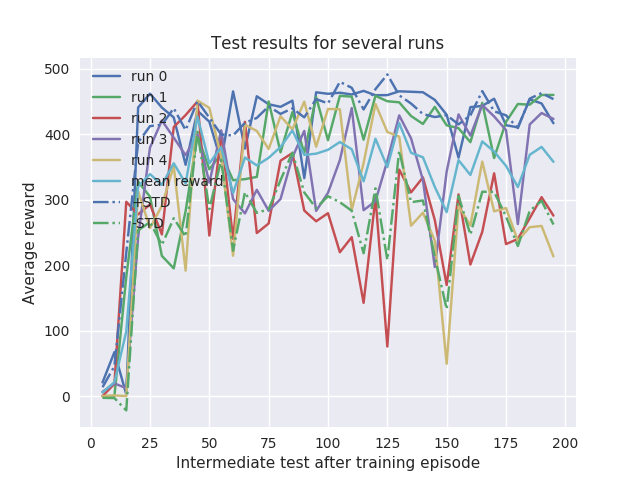 Test results for several runs
500
400
300
200
100
0
Average reward
run 0
run 1
run 2
run 3
run 4
mean reward
+STD
-STD
0 25 50 75 100 125 150 175 200
Intermediate test after training episode